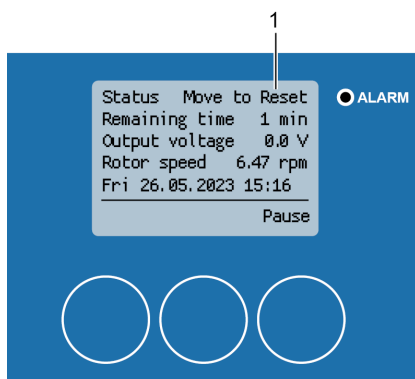 1
Status Move to Reset
ALARM
Remaining time 1 min
Output voltage 0.0 V
Rotor speed 6.47 rpm
Fri 26.05.2023 15:16
Pause